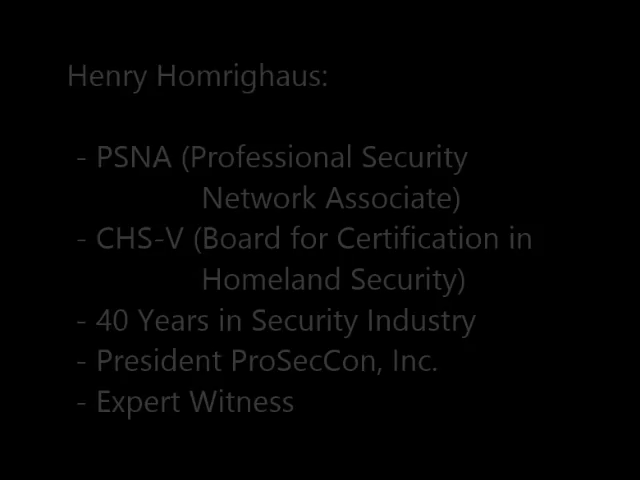 Henry Homrighaus:
- PSNA (Professional Security
Network Associate)
- CHS-V (Board for Certification in
Homeland Security)
- 40 Years in Security Industry
- President ProSecCon, Inc.
- Expert Witness